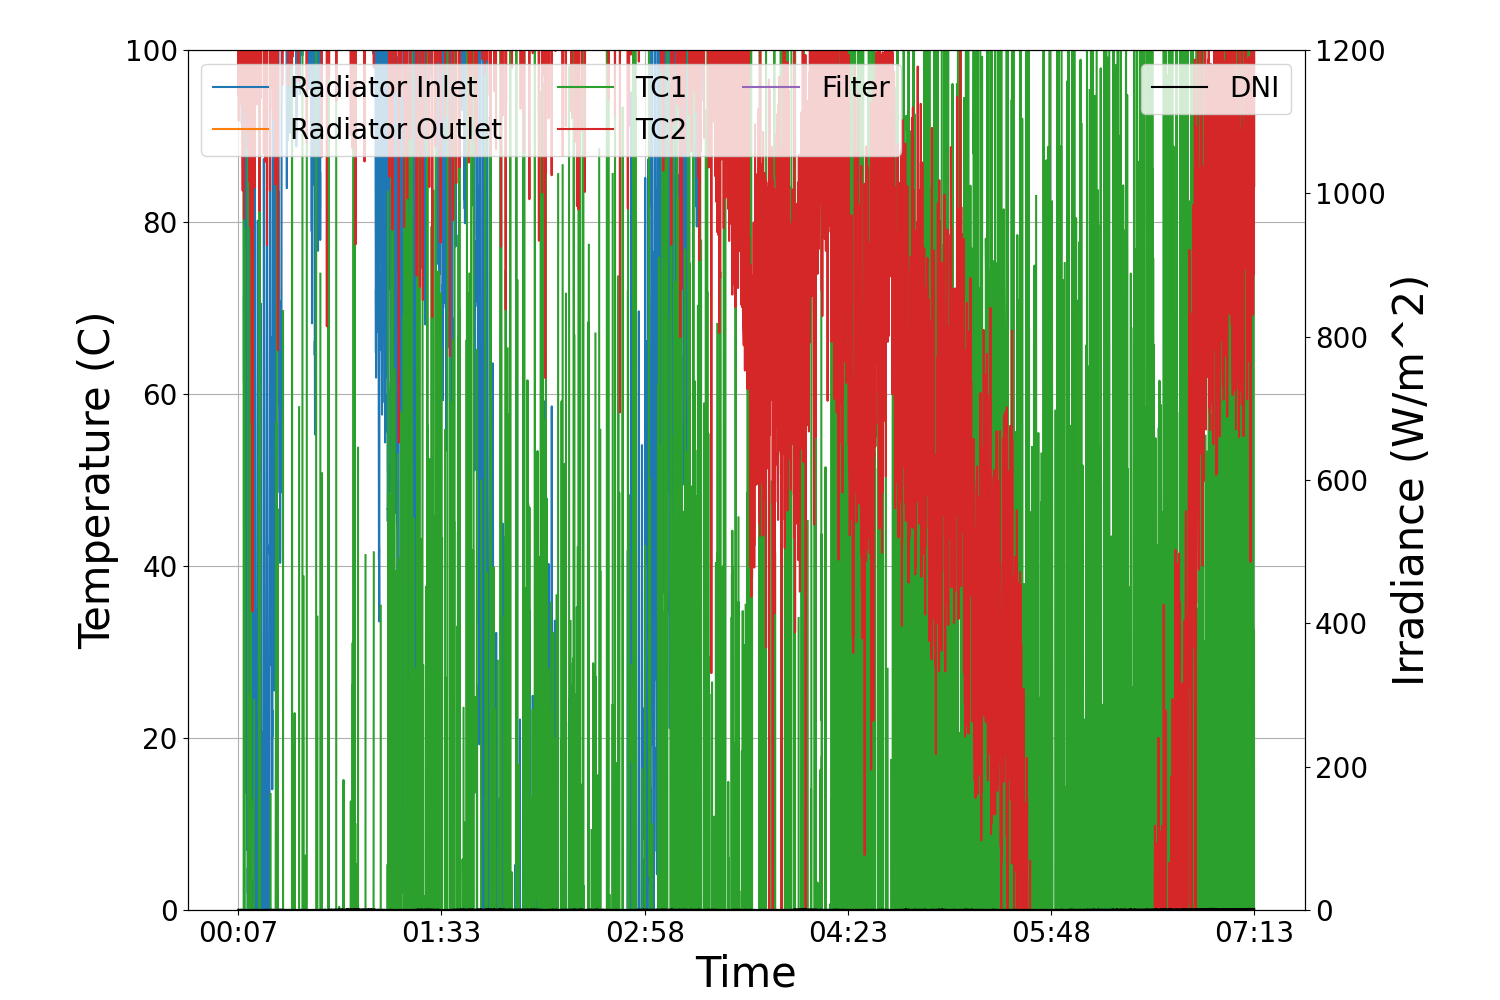 100
80
60
40
20
0
Temperature (C)
Radiator Inlet
Radiator Outlet
TC1
TC2
Filter
DNI
1200
1000
800
600
400
200
0
Irradiance (W/m^2)
00:07
01:33
02:58
04:23
05:48
07:13
Time